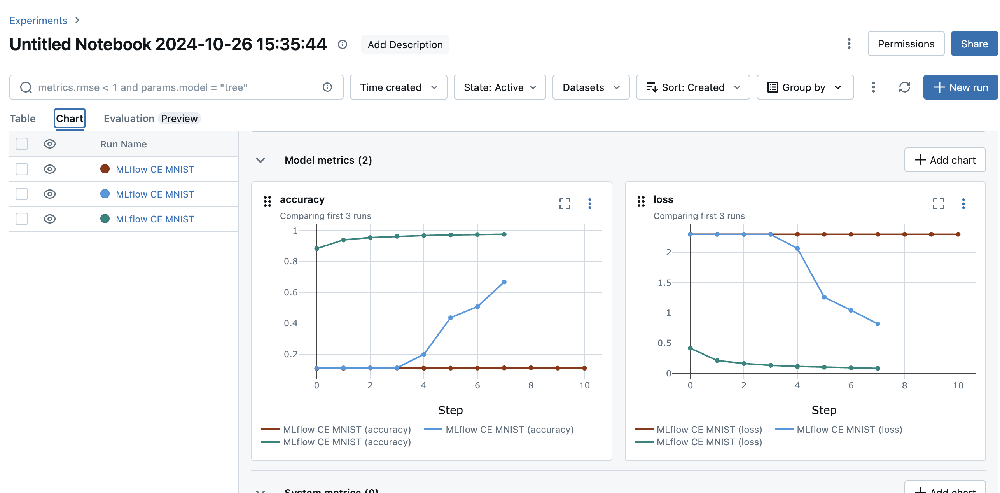 Experiments
Untitled Notebook 2024-10-26 15:35:44
Add Description
Permissions
Share
metrics.rmse < 1 and params.model = "tree"
Time created
State: Active
Datasets
Sort: Created
Group by
New run
Table
Chart
Evaluation
Preview
Run Name
MLflow CE MNIST
MLflow CE MNIST
MLflow CE MNIST
Model metrics (2)
Add chart
accuracy
Comparing first 3 runs
1
0.8
0.6
0.4
0.2
0 2 4 6 8 10
Step
MLflow CE MNIST (accuracy) MLflow CE MNIST (accuracy)
MLflow CE MNIST (accuracy)
loss
Comparing first 3 runs
2
1.5
1
0.5
0
0 2 4 6 8 10
Step
MLflow CE MNIST (loss) MLflow CE MNIST (loss)
MLflow CE MNIST (loss)
System metrics (0)
Add chart